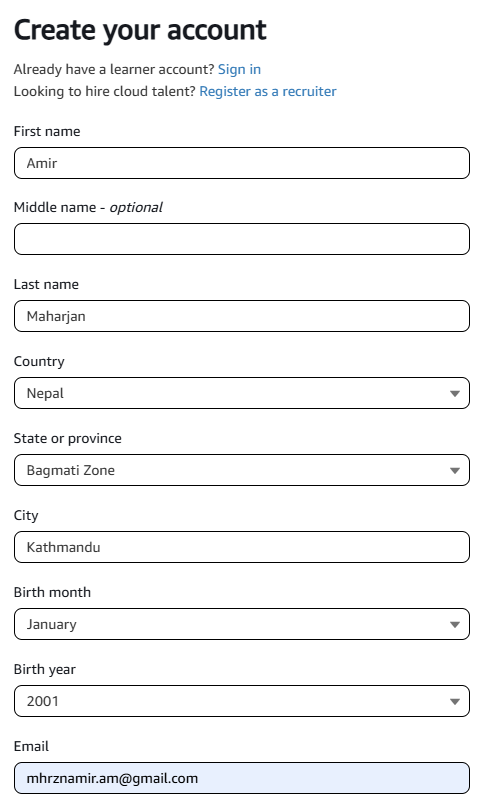 Create your account
Already have a learner account? Sign in
Looking to hire cloud talent? Register as a recruiter
First name
Amir
Middle name - optional
Last name
Maharjan
Country
Nepal
State or province
Bagmati Zone
City
Kathmandu
Birth month
January
Birth year
2001
Email
mhrznamir.am@gmail.com